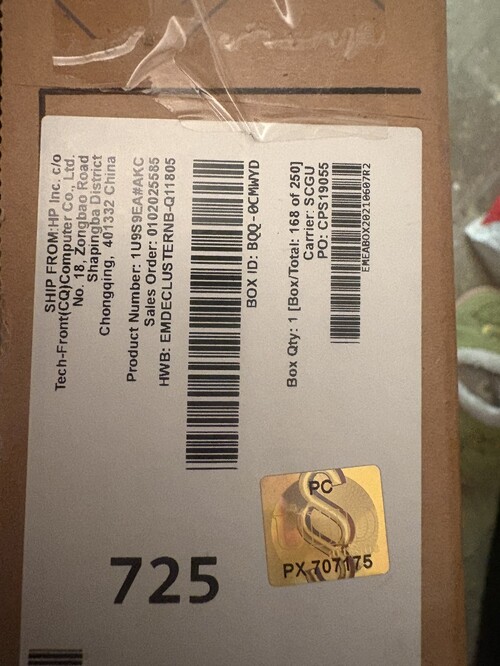 SHIP FROM:HP Inc. c/o
Tech-Front(CQ)Computer Co., Ltd.
No. 18, Zongbao Road
Shapingba District
Chongqing, 401332 China
Product Number: 1U9S9EA#AKC
Sales Order: 0102025585
HWB: EMDECLUSTERNB-Q11805
BOX ID: BQQ-0CMWYD
Box Qty: 1 [Box/Total: 168 of 250]
Carrier: SCGU
PO: CPS19055
EMEABOX20210607R2
725
PC
PX 707175